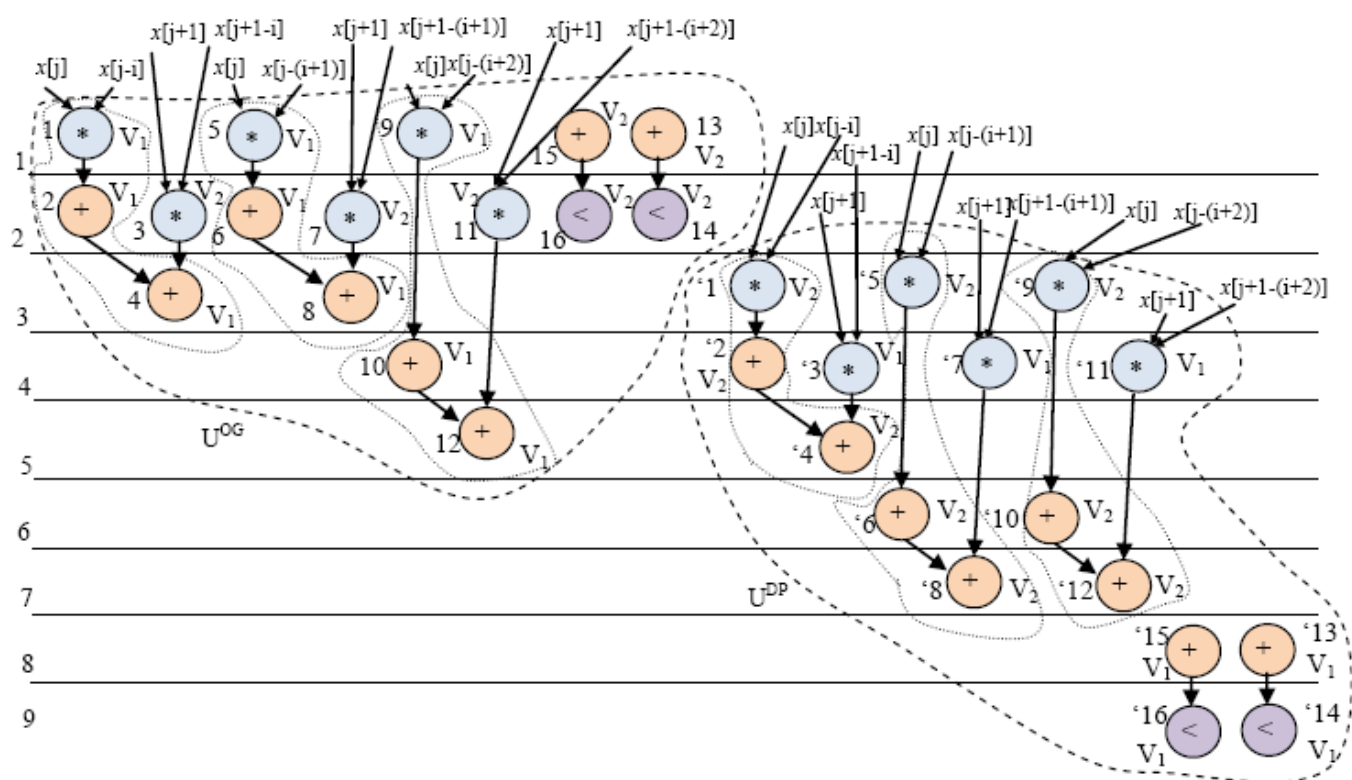 x[j+1] x[j+1-i] x[j+1] x[j+1-(i+1)] x[j+1] x[j+1-(i+2)]
x[j] x[j-i] x[j] x[j-(i+1)] x[j]x[j-(i+2)]
1 * V₁ 5 * V₁ 9 * V₁ + V₂ 15 + 13 V₂
x[j]x[j-i] x[j] x[j-(i+1)]
x[j+1-i]
1
2 + V₁ 3 * V₂ 6 + V₁ 7 * V₂ V₂ 11 * 16 < V₂ < V₂ 14
x[j+1] x[j+1] x[j+1-(i+1)] x[j] x[j-(i+2)]
2
4 + V₁ 8 + V₁ ‘1 * V₂ ‘5 * V₂ ‘9 * V₂ x[j+1] x[j+1-(i+2)]
3
10 + V₁ ‘2 + V₂ ‘3 * V₁ ‘7 * V₁ ‘11 * V₁
4
U^OG 12 + V₁ ‘4 + V₂
5
‘6 + V₂ ‘10 + V₂
6
U^DP ‘8 + V₂ ‘12 + V₂
7
‘15 + V₁ + ‘13 V₁
8
‘16 < V₁ < ‘14 V₁
9